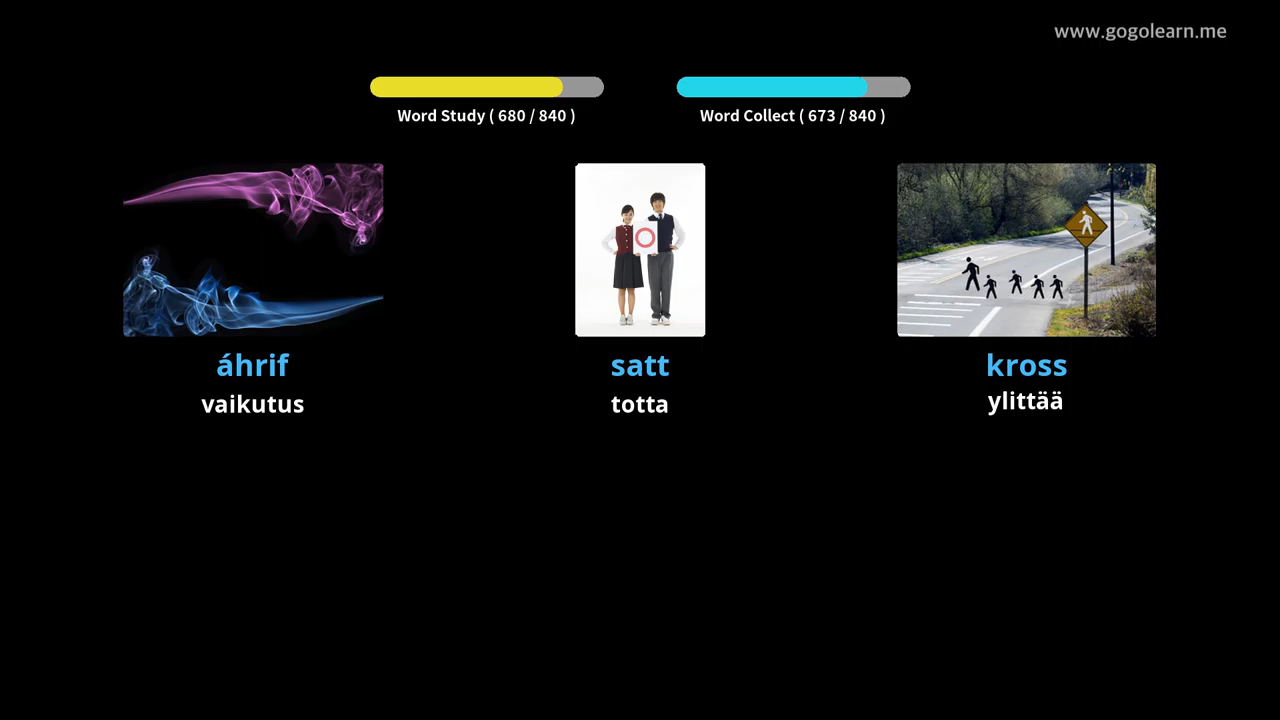 www.gogolearn.me
Word Study ( 680 / 840 )
Word Collect ( 673 / 840 )
áhrif
satt
kross
vaikutus
totta
ylittää